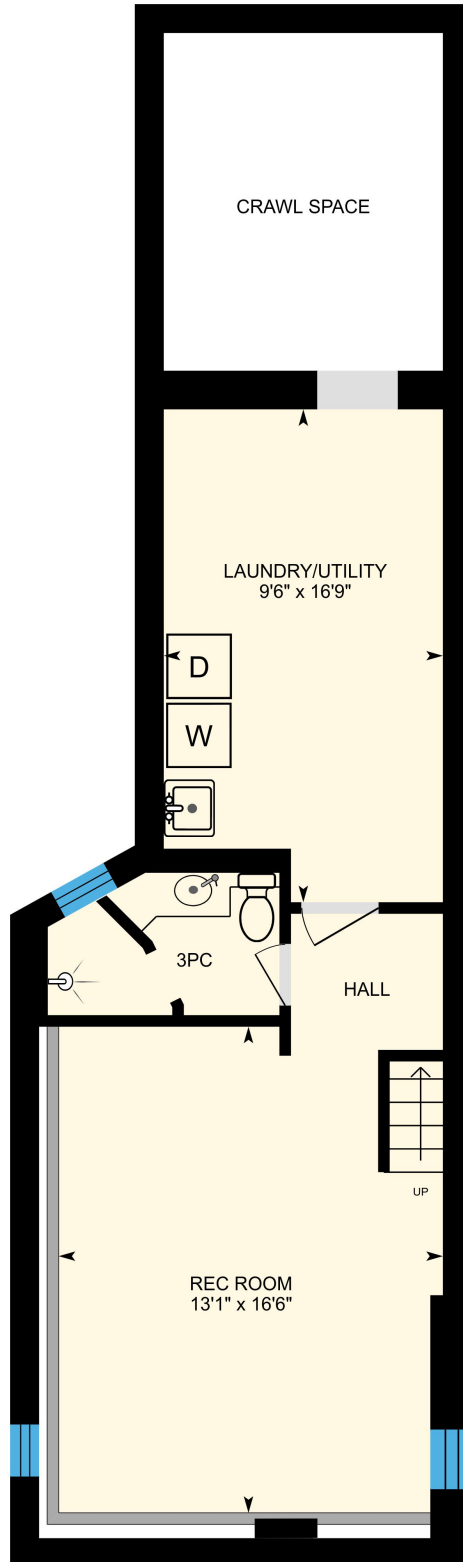 CRAWL SPACE
LAUNDRY/UTILITY
9'6" x 16'9"
D
W
3PC
HALL
UP
REC ROOM
13'1" x 16'6"